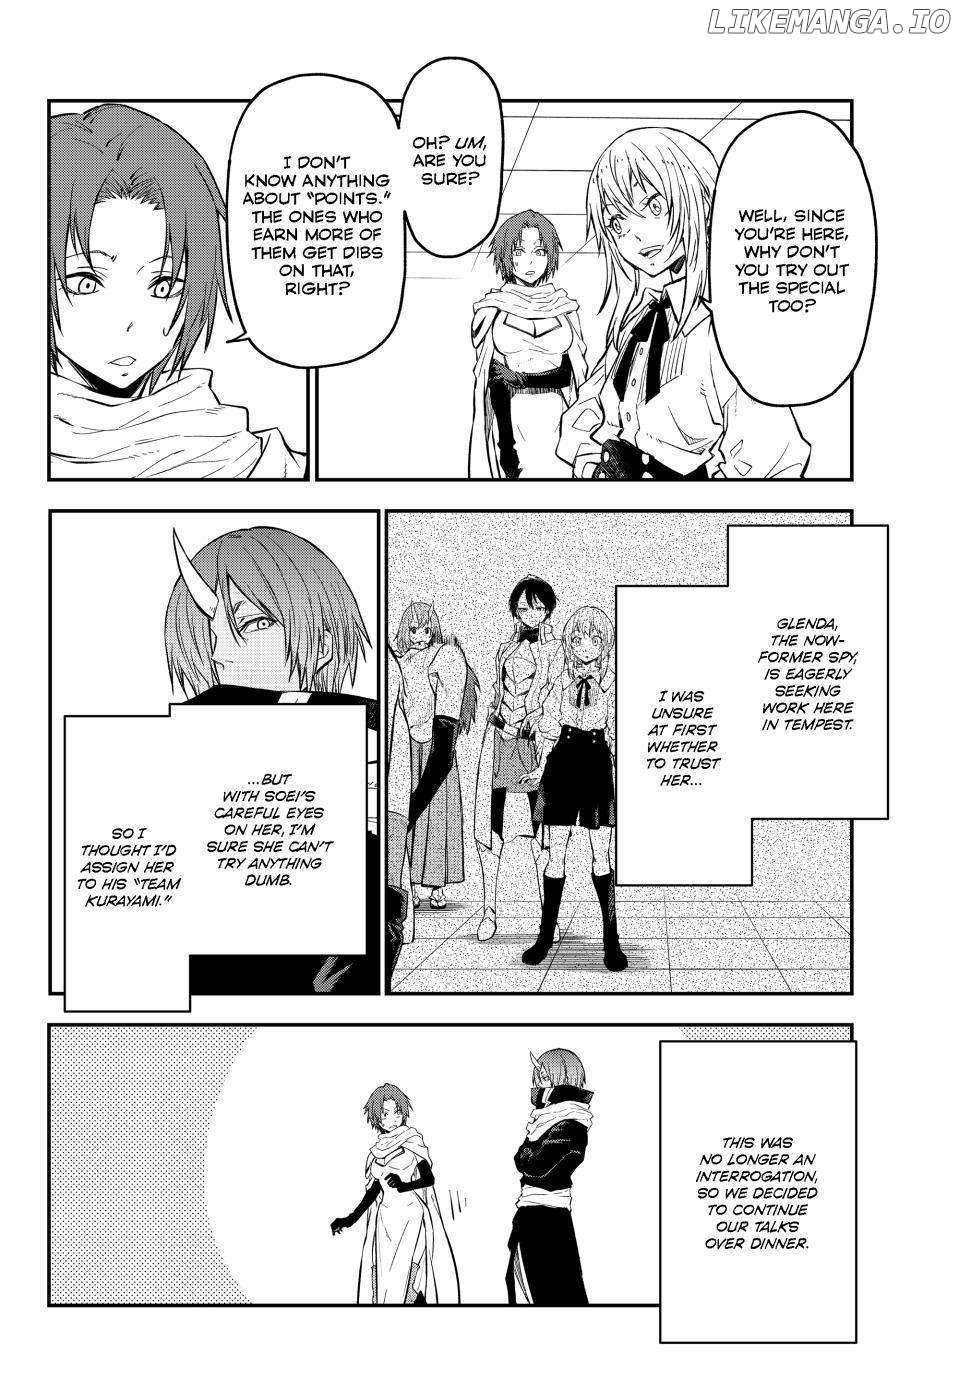 LIKEMANGA.IO
WELL, SINCE
YOU'RE HERE,
WHY DON'T
YOU TRY OUT
THE SPECIAL
TOO?
OH? UM,
ARE YOU
SURE?
I DON'T
KNOW ANYTHING
ABOUT "POINTS."
THE ONES WHO
EARN MORE OF
THEM GET DIBS
ON THAT,
RIGHT?
GLENDA,
THE NOW-
FORMER SPY,
IS EAGERLY
SEEKING
WORK HERE
IN TEMPEST.
I WAS
UNSURE
AT FIRST
WHETHER
TO TRUST
HER...
...BUT
WITH SOEI'S
CAREFUL EYES
ON HER, I'M
SURE SHE CAN'T
TRY ANYTHING
DUMB.
SO I
THOUGHT I'D
ASSIGN HER
TO HIS "TEAM
KURAYAMI."
THIS WAS
NO LONGER AN
INTERROGATION,
SO WE DECIDED
TO CONTINUE
OUR TALKS
OVER DINNER.